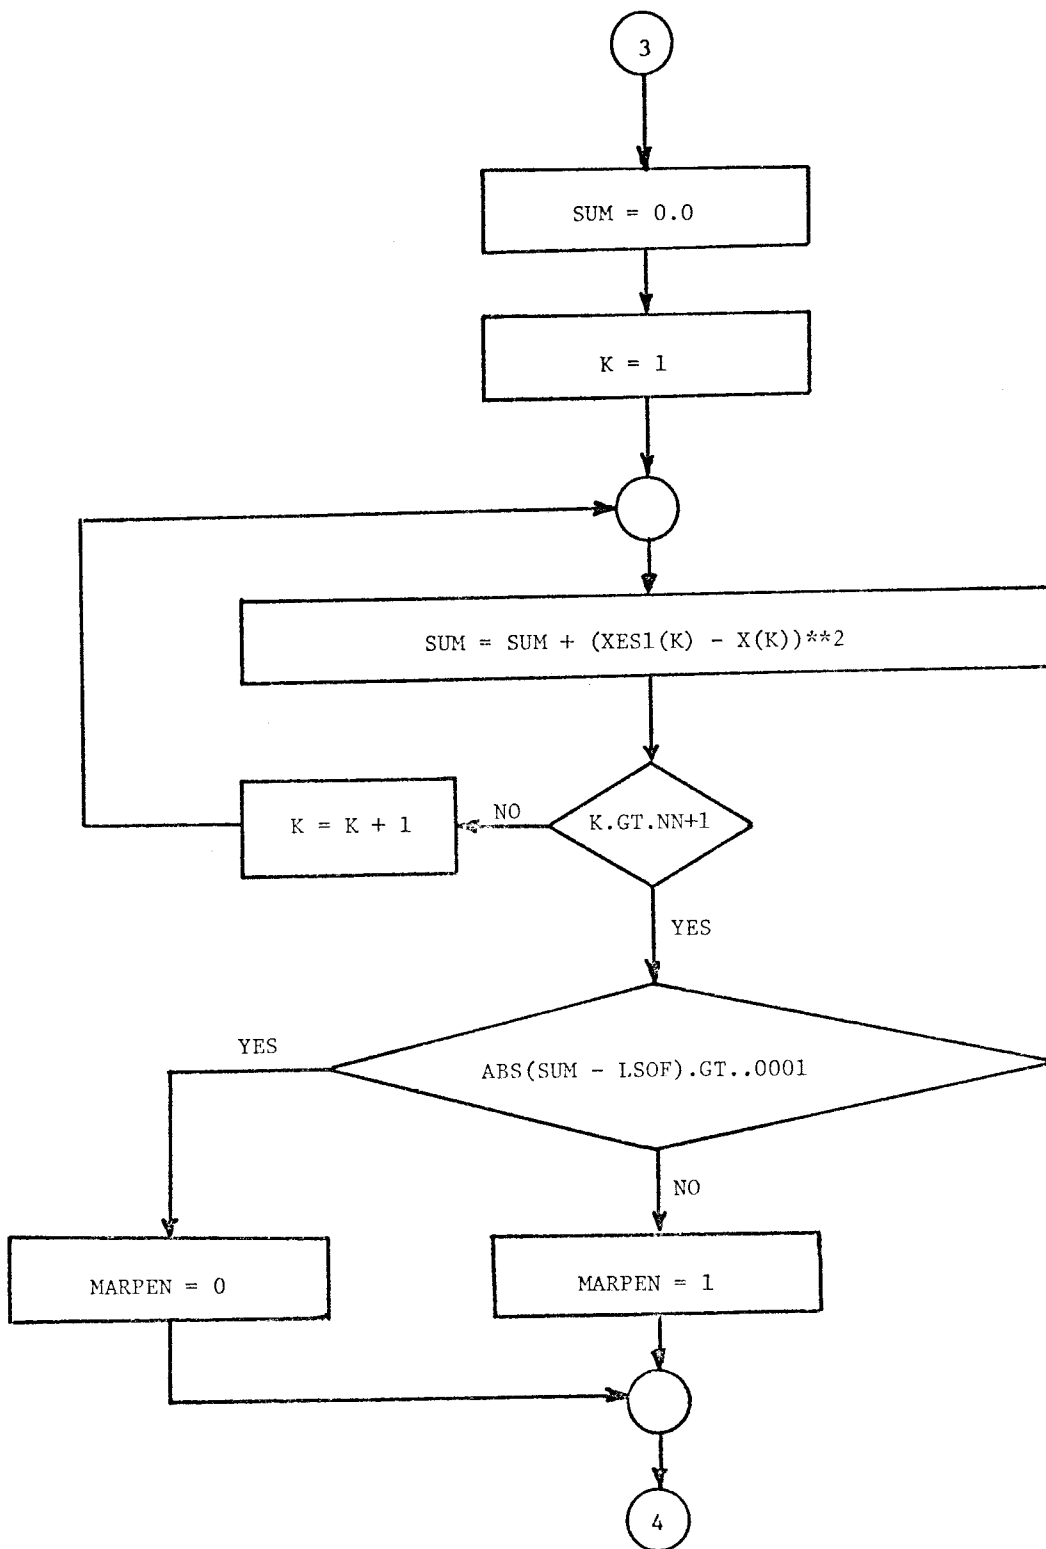 3
SUM = 0.0
K = 1
SUM = SUM + (XES1(K) - X(K))**2
K = K + 1
NO
K.GT.NN+1
YES
YES
ABS(SUM - LSOF).GT..0001
NO
MARPEN = 0
MARPEN = 1
4